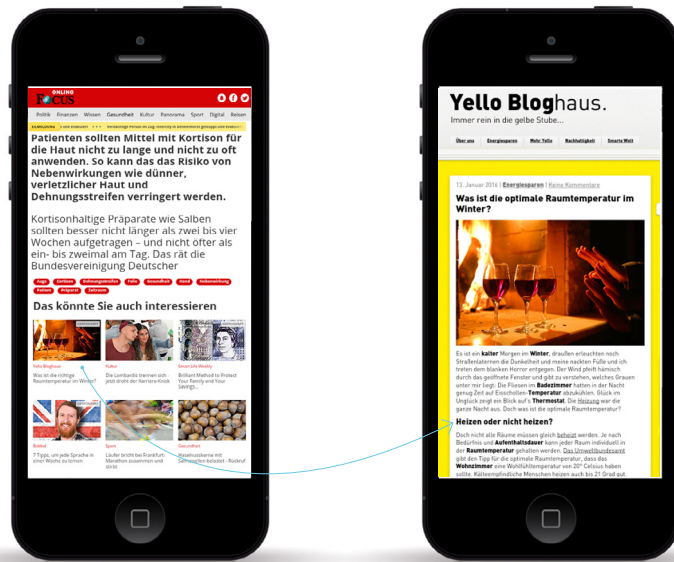 ONLINE
FOCUS
Politik Finanzen Wissen Gesundheit Kultur Panorama Sport Digital Reisen
Patienten sollten Mittel mit Kortison für
die Haut nicht zu lange und nicht zu oft
anwenden. So kann das das Risiko von
Nebenwirkungen wie dünner,
verletzlicher Haut und
Dehnungsstreifen verringert werden.
Kortisonhaltige Präparate wie Salben
sollten besser nicht länger als zwei bis vier
Wochen aufgetragen – und nicht öfter als
ein- bis zweimal am Tag. Das rät die
Bundesvereinigung Deutscher
Auge Cortison Dehnungsstreifen Folie Gesundheit Hand Nebenwirkung
Patient Präparat Zeitraum
Das könnte Sie auch interessieren
Yello Bloghaus
Was ist die richtige
Raumtemperatur im Winter?
Kultur
Die Lombardis trennen sich -
jetzt droht der Karriere-Knick
Smart Life Weekly
Brilliant Method to Protect
Your Family and Your
Savings...
Babbel
7 Tipps, um jede Sprache in
einer Woche zu lernen
Sport
Läufer bricht bei Frankfurt-
Marathon zusammen und
stirbt
Gesundheit
Haselnusskerne mit
Salmonellen belastet - Rückruf
Yello Bloghaus.
Immer rein in die gelbe Stube...
Über uns Energiesparen Mehr Yello Nachhaltigkeit Smarte Welt
13. Januar 2016 | Energiesparen | Keine Kommentare
Was ist die optimale Raumtemperatur im
Winter?
Es ist ein kalter Morgen im Winter, draußen erleuchten noch
Straßenlaternen die Dunkelheit und meine nackten Füße und ich
treten dem blanken Horror entgegen. Der Wind pfeift hämisch
durch das geöffnete Fenster und gibt zu verstehen, welches Grauen
unter mir liegt: Die Fliesen im Badezimmer hatten in der Nacht
genug Zeit auf Eisschollen-Temperatur abzukühlen. Glück im
Unglück zeigt ein Blick auf's Thermostat. Die Heizung war die
ganze Nacht aus. Doch was ist die optimale Raumtemperatur?
Heizen oder nicht heizen?
Doch nicht alle Räume müssen gleich beheizt werden. Je nach
Bedürfnis und Aufenthaltsdauer kann jeder Raum individuell in
der Raumtemperatur gehalten werden. Das Umweltbundesamt
gibt den Tipp für die optimale Raumtemperatur, dass das
Wohnzimmer eine Wohlfühltemperatur von 20° Celsius haben
sollte. Kälteempfindliche Menschen heizen auch bis 21 Grad gut.